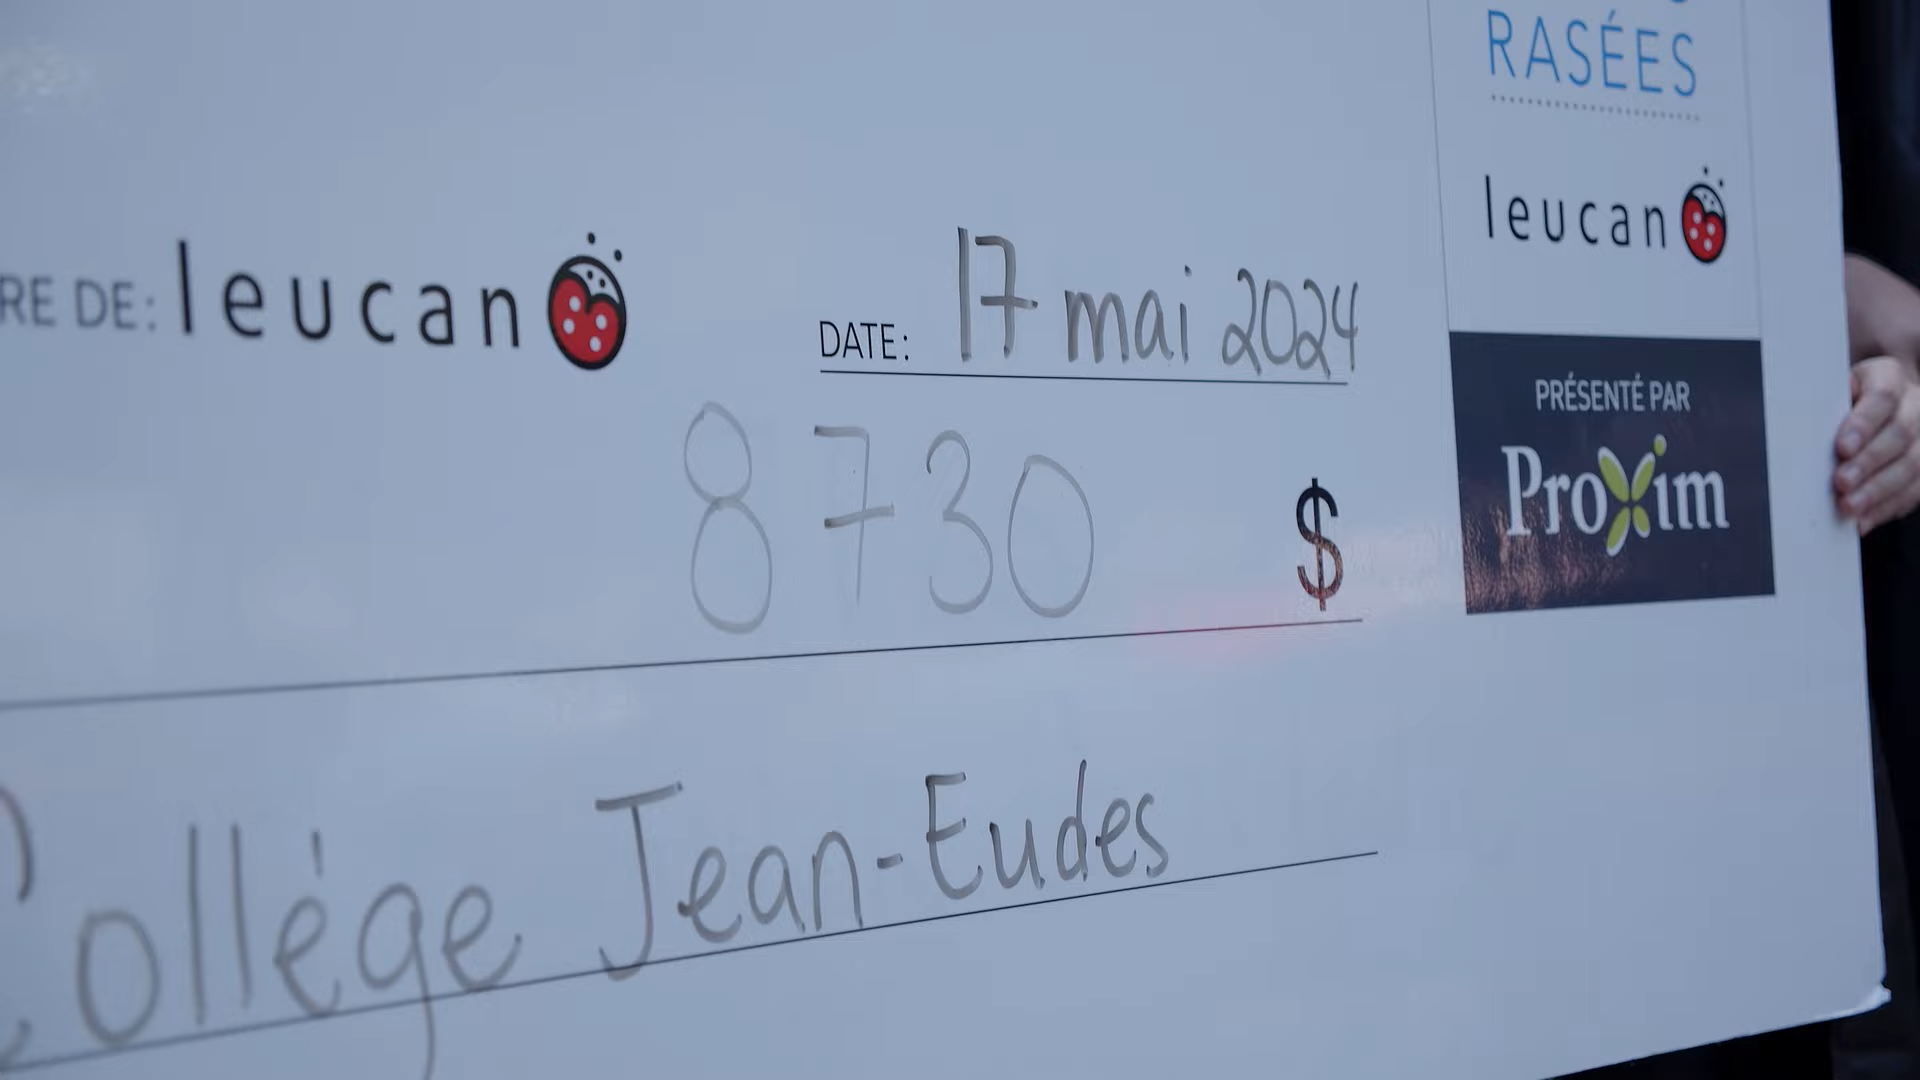 RASÉES
leucan
RE DE: leucan
DATE: 17 mai 2024
PRÉSENTÉ PAR
Proxim
8730 $
Collége Jean-Eudes